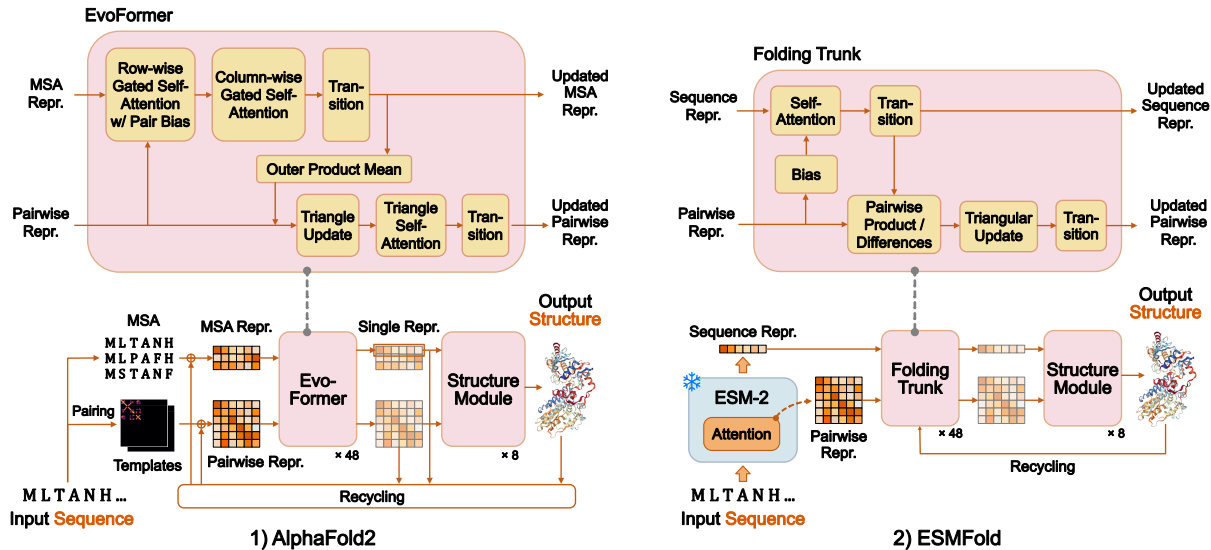 EvoFormer
MSA
Repr.
Row-wise
Gated Self-
Attention
w/ Pair Bias
Column-wise
Gated Self-
Attention
Tran-
sition
Updated
MSA
Repr.
Outer Product Mean
Pairwise
Repr.
Triangle
Update
Triangle
Self-
Attention
Tran-
sition
Updated
Pairwise
Repr.
MSA
MLTANH
MLPAFH
MSTANF
MSA Repr.
Single Repr.
Output
Structure
Evo-
Former
Structure
Module
Pairing
Templates
Pairwise Repr.
× 48
× 8
Recycling
MLTANH...
Input Sequence
1) AlphaFold2
Folding Trunk
Sequence
Repr.
Self-
Attention
Tran-
sition
Updated
Sequence
Repr.
Bias
Pairwise
Repr.
Pairwise
Product /
Differences
Triangular
Update
Tran-
sition
Updated
Pairwise
Repr.
Sequence Repr.
Output
Structure
ESM-2
Attention
Folding
Trunk
Structure
Module
Pairwise
Repr.
× 48
× 8
Recycling
MLTANH...
Input Sequence
2) ESMFold